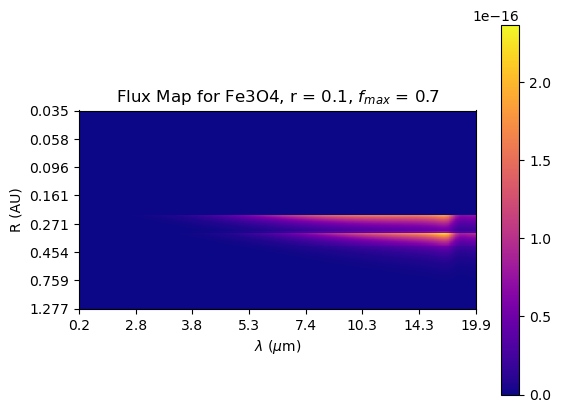 1e−16
Flux Map for Fe3O4, r = 0.1, f_max = 0.7
R (AU)
0.035
0.058
0.096
0.161
0.271
0.454
0.759
1.277
0.2 2.8 3.8 5.3 7.4 10.3 14.3 19.9
λ (μm)
2.0
1.5
1.0
0.5
0.0